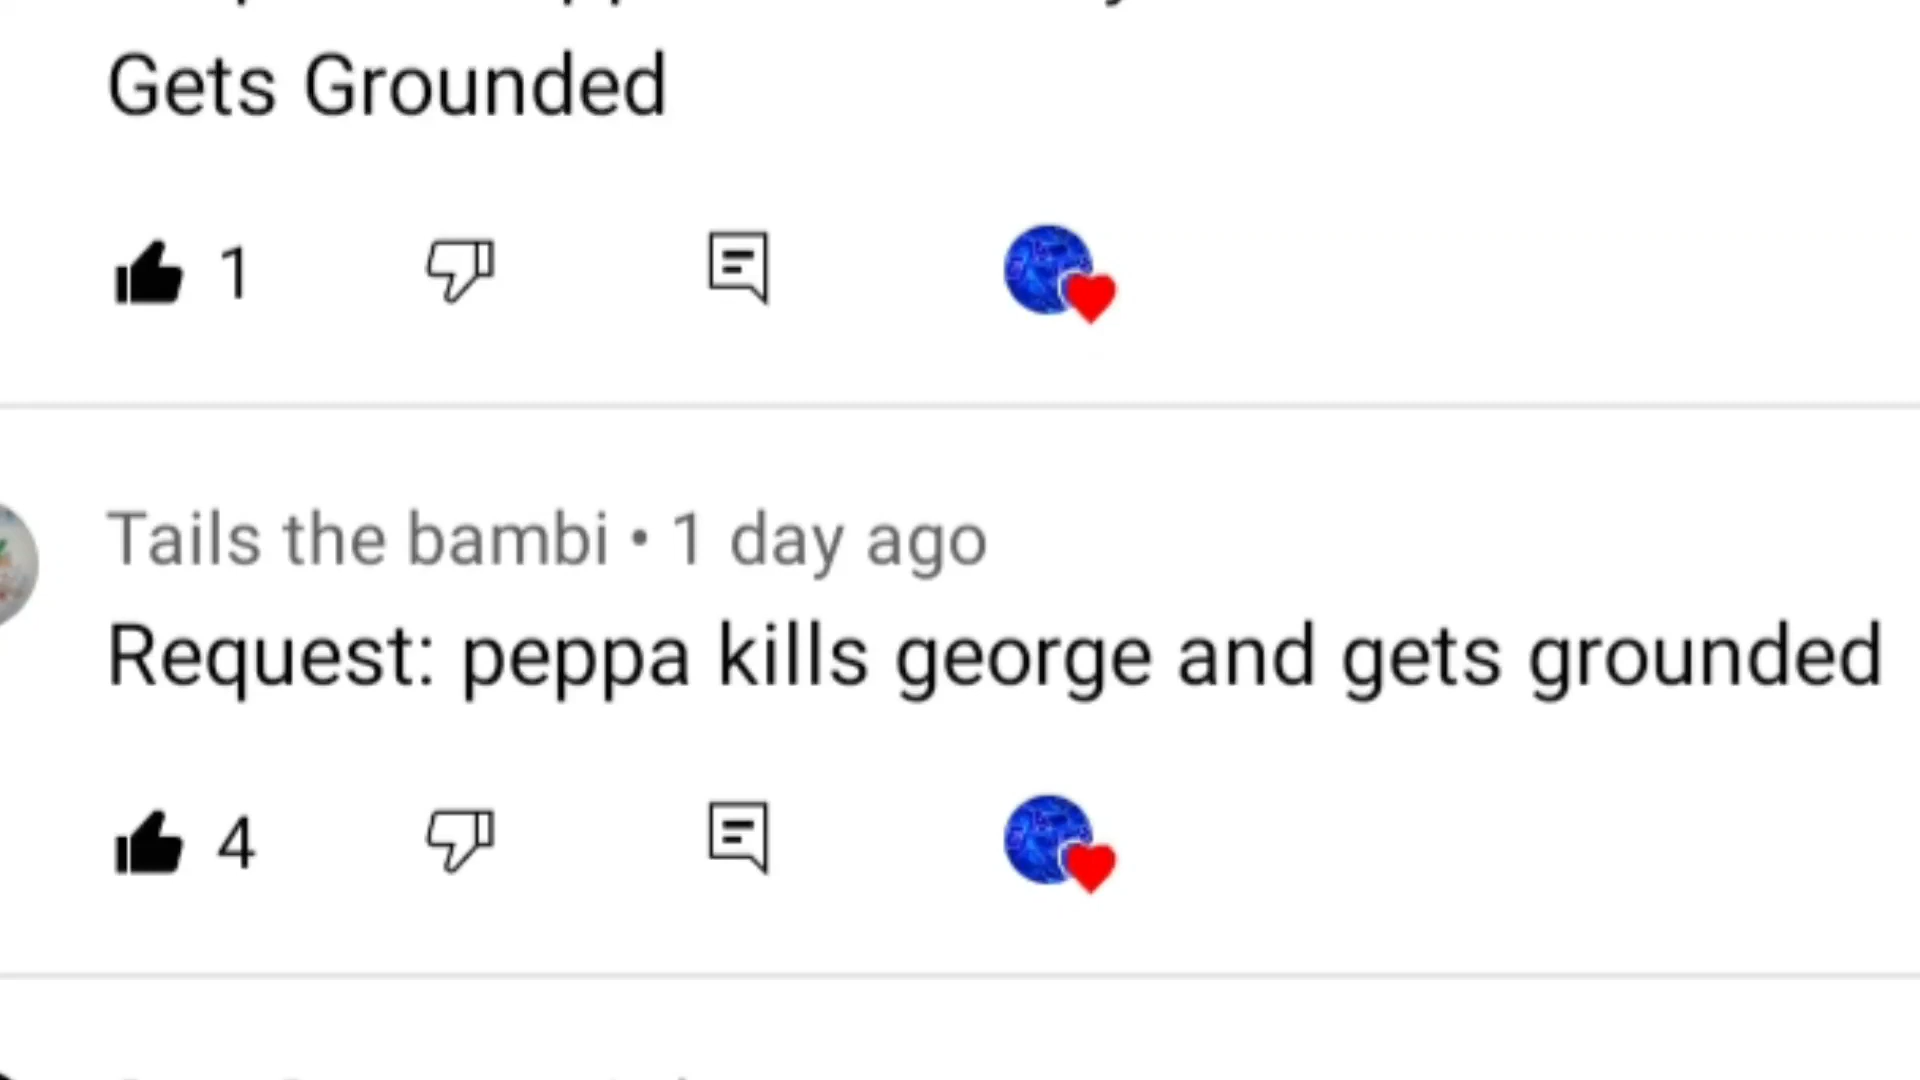 Gets Grounded
1
Tails the bambi • 1 day ago
Request: peppa kills george and gets grounded
4